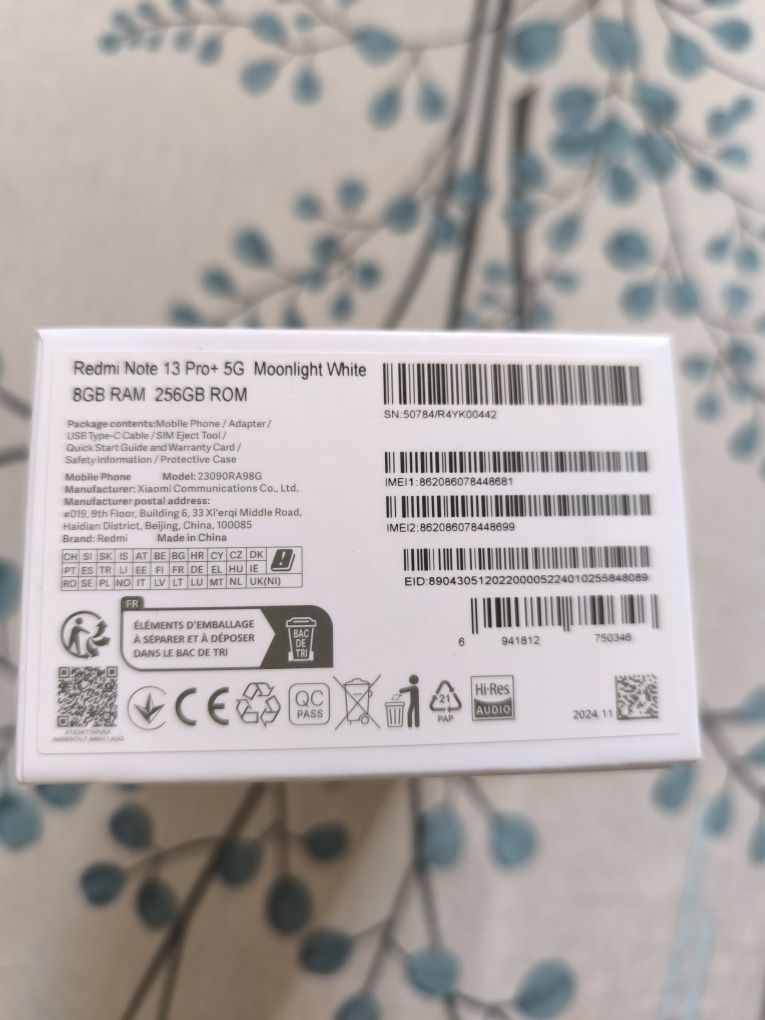 Redmi Note 13 Pro+ 5G Moonlight White
8GB RAM 256GB ROM
Package contents:Mobile Phone / Adapter /
USB Type-C Cable / SIM Eject Tool /
Quick Start Guide and Warranty Card /
Safety Information / Protective Case
Mobile Phone Model: 23090RA98G
Manufacturer: Xiaomi Communications Co., Ltd.
Manufacturer postal address:
#019, 9th Floor, Building 6, 33 Xi'erqi Middle Road,
Haidian District, Beijing, China, 100085
Brand: Redmi Made in China
CH SI SK IS AT BE BG HR CY CZ DK
PT ES TR LI EE FI FR DE EL HU IE
RO SE PL NO IT LV LT LU MT NL UK(NI)
SN:50784/R4YK00442
IMEI1:862086078448681
IMEI2:862086078448699
EID:89043051202200005224010255848089
6 941812 750346
FR
ÉLÉMENTS D'EMBALLAGE
À SÉPARER ET À DÉPOSER
DANS LE BAC DE TRI
BAC
DE
TRI
ETICHETTATURA
AMBIENTALE IMBALLAGGI
CE
QC
PASS
21
PAP
Hi-Res
AUDIO
2024.11